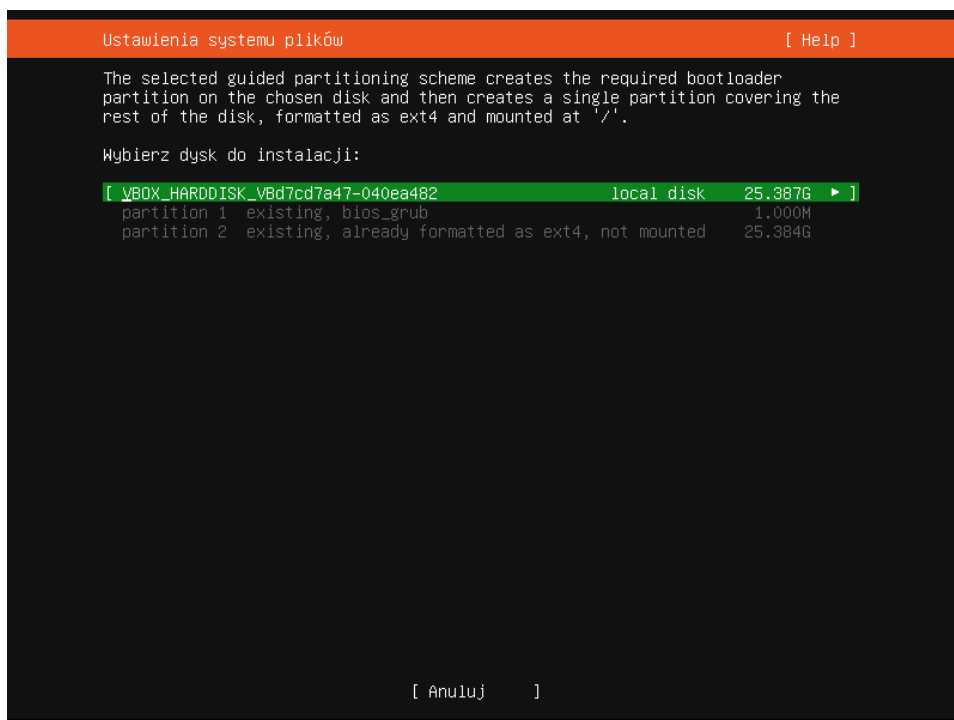 Ustawienia systemu plików [ Help ]
The selected guided partitioning scheme creates the required bootloader
partition on the chosen disk and then creates a single partition covering the
rest of the disk, formatted as ext4 and mounted at '/'.
Wybierz dysk do instalacji:
[ VBOX_HARDDISK_VBd7cd7a47-040ea482 local disk 25.387G ▸ ]
partition 1 existing, bios_grub 1.000M
partition 2 existing, already formatted as ext4, not mounted 25.384G
[ Anuluj ]